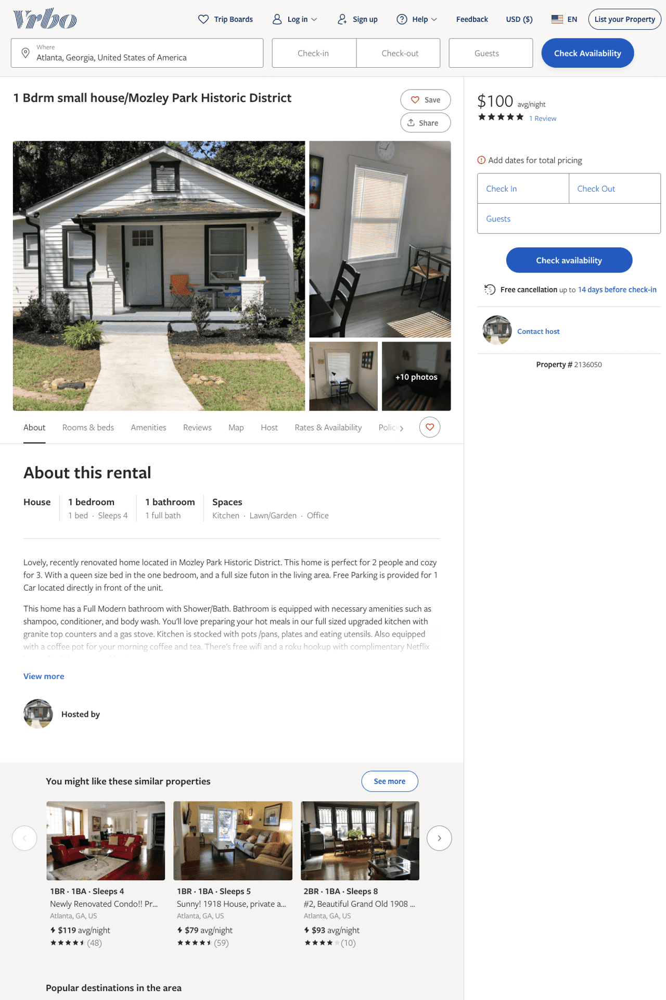 Vrbo
Trip Boards
Log in
Sign up
Help
Feedback
USD ($)
EN
List your Property
Where
Atlanta, Georgia, United States of America
Check-in
Check-out
Guests
Check Availability
1 Bdrm small house/Mozley Park Historic District
Save
Share
$100 avg/night
1 Review
Add dates for total pricing
Check In
Check Out
Guests
Check availability
Free cancellation up to 14 days before check-in
Contact host
Property # 2136050
+10 photos
About
Rooms & beds
Amenities
Reviews
Map
Host
Rates & Availability
Polici
About this rental
House
1 bedroom
1 bed · Sleeps 4
1 bathroom
1 full bath
Spaces
Kitchen · Lawn/Garden · Office
Lovely, recently renovated home located in Mozley Park Historic District. This home is perfect for 2 people and cozy
for 3. With a queen size bed in the one bedroom, and a full size futon in the living area. Free Parking is provided for 1
Car located directly in front of the unit.
This home has a Full Modern bathroom with Shower/Bath. Bathroom is equipped with necessary amenities such as
shampoo, conditioner, and body wash. You'll love preparing your hot meals in our full sized upgraded kitchen with
granite top counters and a gas stove. Kitchen is stocked with pots /pans, plates and eating utensils. Also equipped
with a coffee pot for your morning coffee and tea. There's free wifi and a roku hookup with complimentary Netflix
View more
Hosted by
You might like these similar properties
See more
1BR · 1BA · Sleeps 4
Newly Renovated Condo!! Pr...
Atlanta, GA, US
$119 avg/night
(48)
1BR · 1BA · Sleeps 5
Sunny! 1918 House, private a...
Atlanta, GA, US
$79 avg/night
(59)
2BR · 1BA · Sleeps 8
#2, Beautiful Grand Old 1908 ...
Atlanta, GA, US
$93 avg/night
(10)
Popular destinations in the area